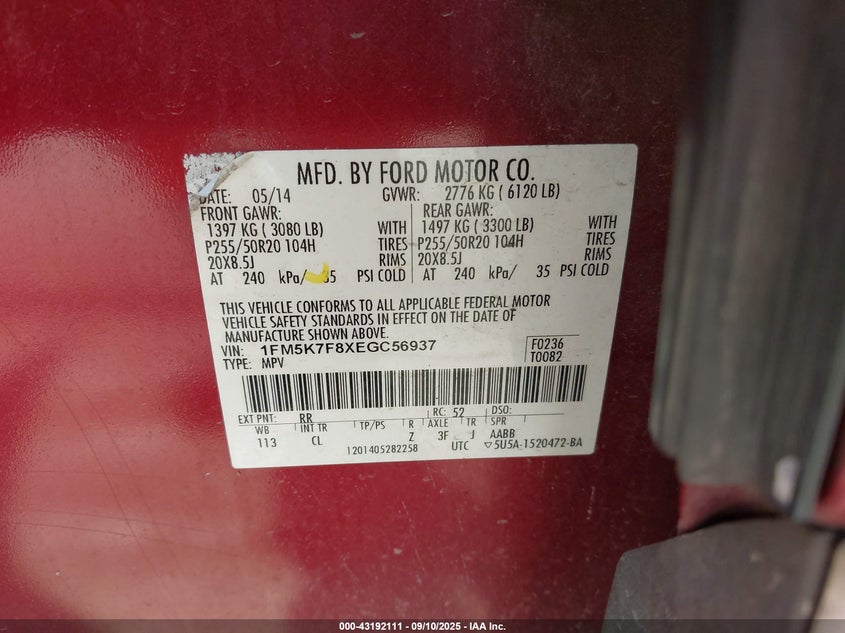 MFD. BY FORD MOTOR CO.
DATE: 05/14 GVWR: 2776 KG ( 6120 LB)
FRONT GAWR: REAR GAWR:
1397 KG ( 3080 LB) WITH 1497 KG ( 3300 LB) WITH
P255/50R20 104H TIRES P255/50R20 104H TIRES
20X8.5J RIMS 20X8.5J RIMS
AT 240 kPa/ 35 PSI COLD AT 240 kPa/ 35 PSI COLD
THIS VEHICLE CONFORMS TO ALL APPLICABLE FEDERAL MOTOR
VEHICLE SAFETY STANDARDS IN EFFECT ON THE DATE OF
MANUFACTURE SHOWN ABOVE.
VIN: 1FM5K7F8XEGC56937 F0236
TYPE: MPV T0082
EXT PNT: RR RC: 52 DSO:
WB INT TR TP/PS R AXLE TR SPR
113 CL Z 3F J AABB
1201405282258 UTC ▽5U5A-1520472-BA
000-43192111 - 09/10/2025 - IAA Inc.